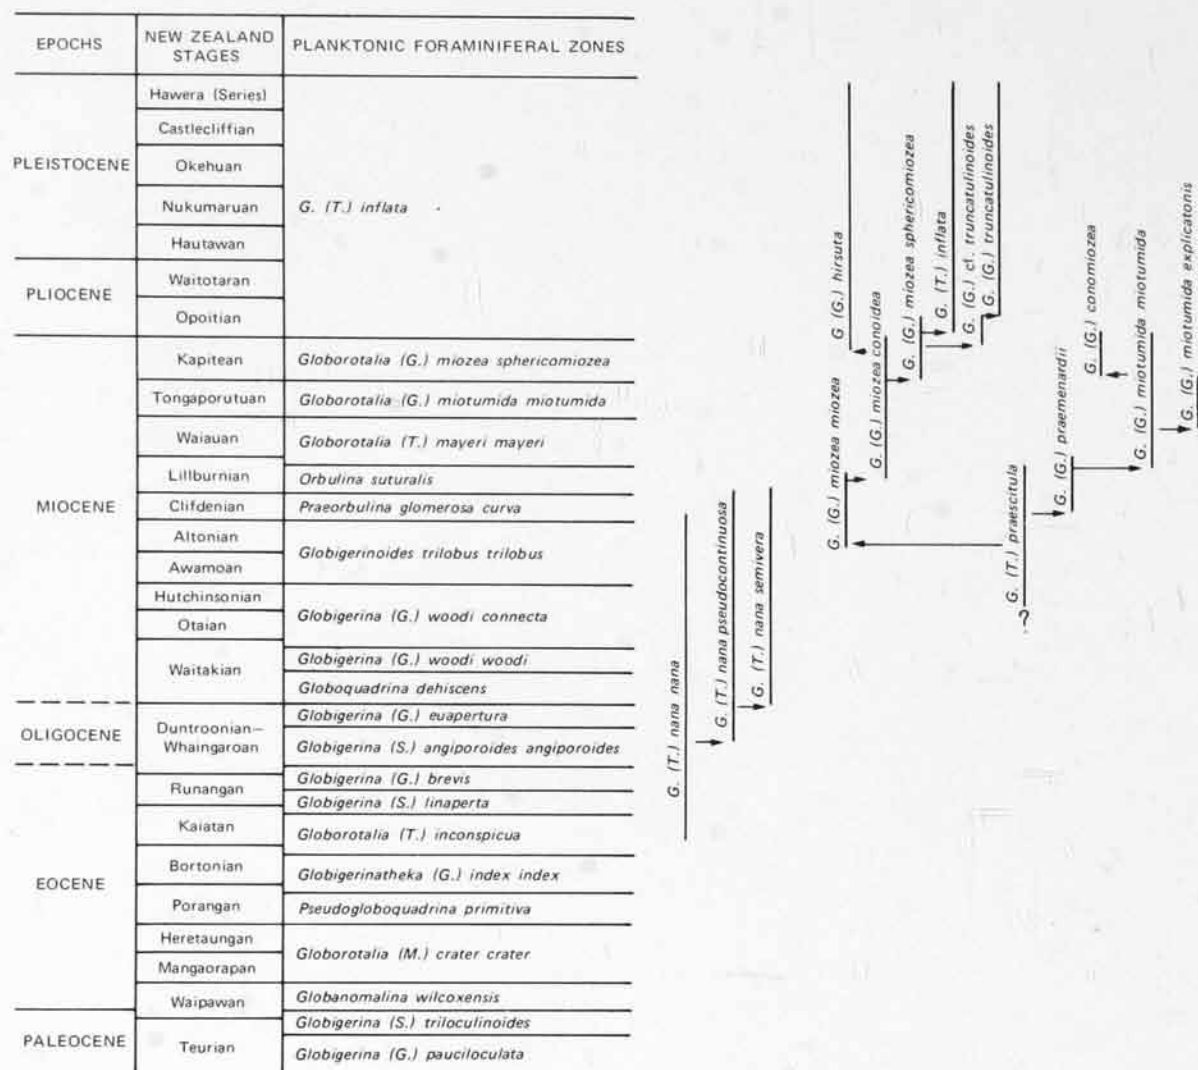 EPOCHS
NEW ZEALAND
STAGES
PLANKTONIC FORAMINIFERAL ZONES
PLEISTOCENE
PLIOCENE
MIOCENE
OLIGOCENE
EOCENE
PALEOCENE
Hawera (Series)
Castlecliffian
Okehuan
Nukumaruan
Hautawan
Waitotaran
Opoitian
Kapitean
Tongaporutuan
Waiauan
Lillburnian
Clifdenian
Altonian
Awamoan
Hutchinsonian
Otaian
Waitakian
Duntroonian–
Whaingaroan
Runangan
Kaiatan
Bortonian
Porangan
Heretaungan
Mangaorapan
Waipawan
Teurian
G. (T.) inflata
Globorotalia (G.) miozea sphericomiozea
Globorotalia (G.) miotumida miotumida
Globorotalia (T.) mayeri mayeri
Orbulina suturalis
Praeorbulina glomerosa curva
Globigerinoides trilobus trilobus
Globigerina (G.) woodi connecta
Globigerina (G.) woodi woodi
Globoquadrina dehiscens
Globigerina (G.) euapertura
Globigerina (S.) angiporoides angiporoides
Globigerina (G.) brevis
Globigerina (S.) linaperta
Globorotalia (T.) inconspicua
Globigerinatheka (G.) index index
Pseudogloboquadrina primitiva
Globorotalia (M.) crater crater
Globanomalina wilcoxensis
Globigerina (S.) triloculinoides
Globigerina (G.) pauciloculata
G. (T.) nana nana
G. (T.) nana pseudocontinuosa
G. (T.) nana semivera
G. (G.) miozea miozea
G (G.) hirsuta
G. (G.) miozea conoidea
G. (G.) miozea sphericomiozea
G. (T.) inflata
G. (G.) cf. truncatulinoides
G. (G.) truncatulinoides
G. (T.) praescitula
?
G. (G.) praemenardii
G. (G.) conomiozea
G. (G.) miotumida miotumida
G. (G.) miotumida explicatonis